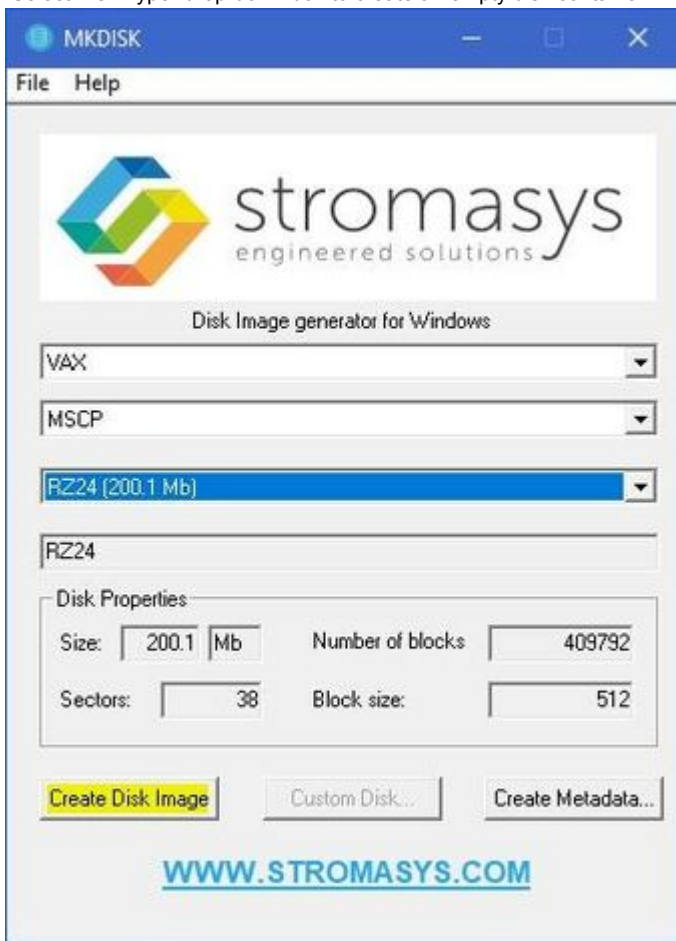 MKDISK
File Help
stromasys
engineered solutions
Disk Image generator for Windows
VAX
MSCP
RZ24 (200.1 Mb)
RZ24
Disk Properties
Size: 200.1 Mb Number of blocks 409792
Sectors: 38 Block size: 512
Create Disk Image Custom Disk... Create Metadata...
WWW.STROMASYS.COM